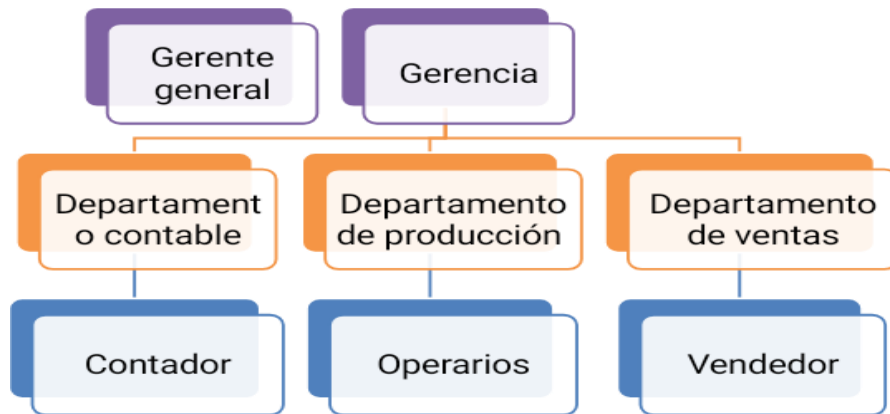 Gerente
general
Gerencia
Departament
o contable
Departamento
de producción
Departamento
de ventas
Contador
Operarios
Vendedor